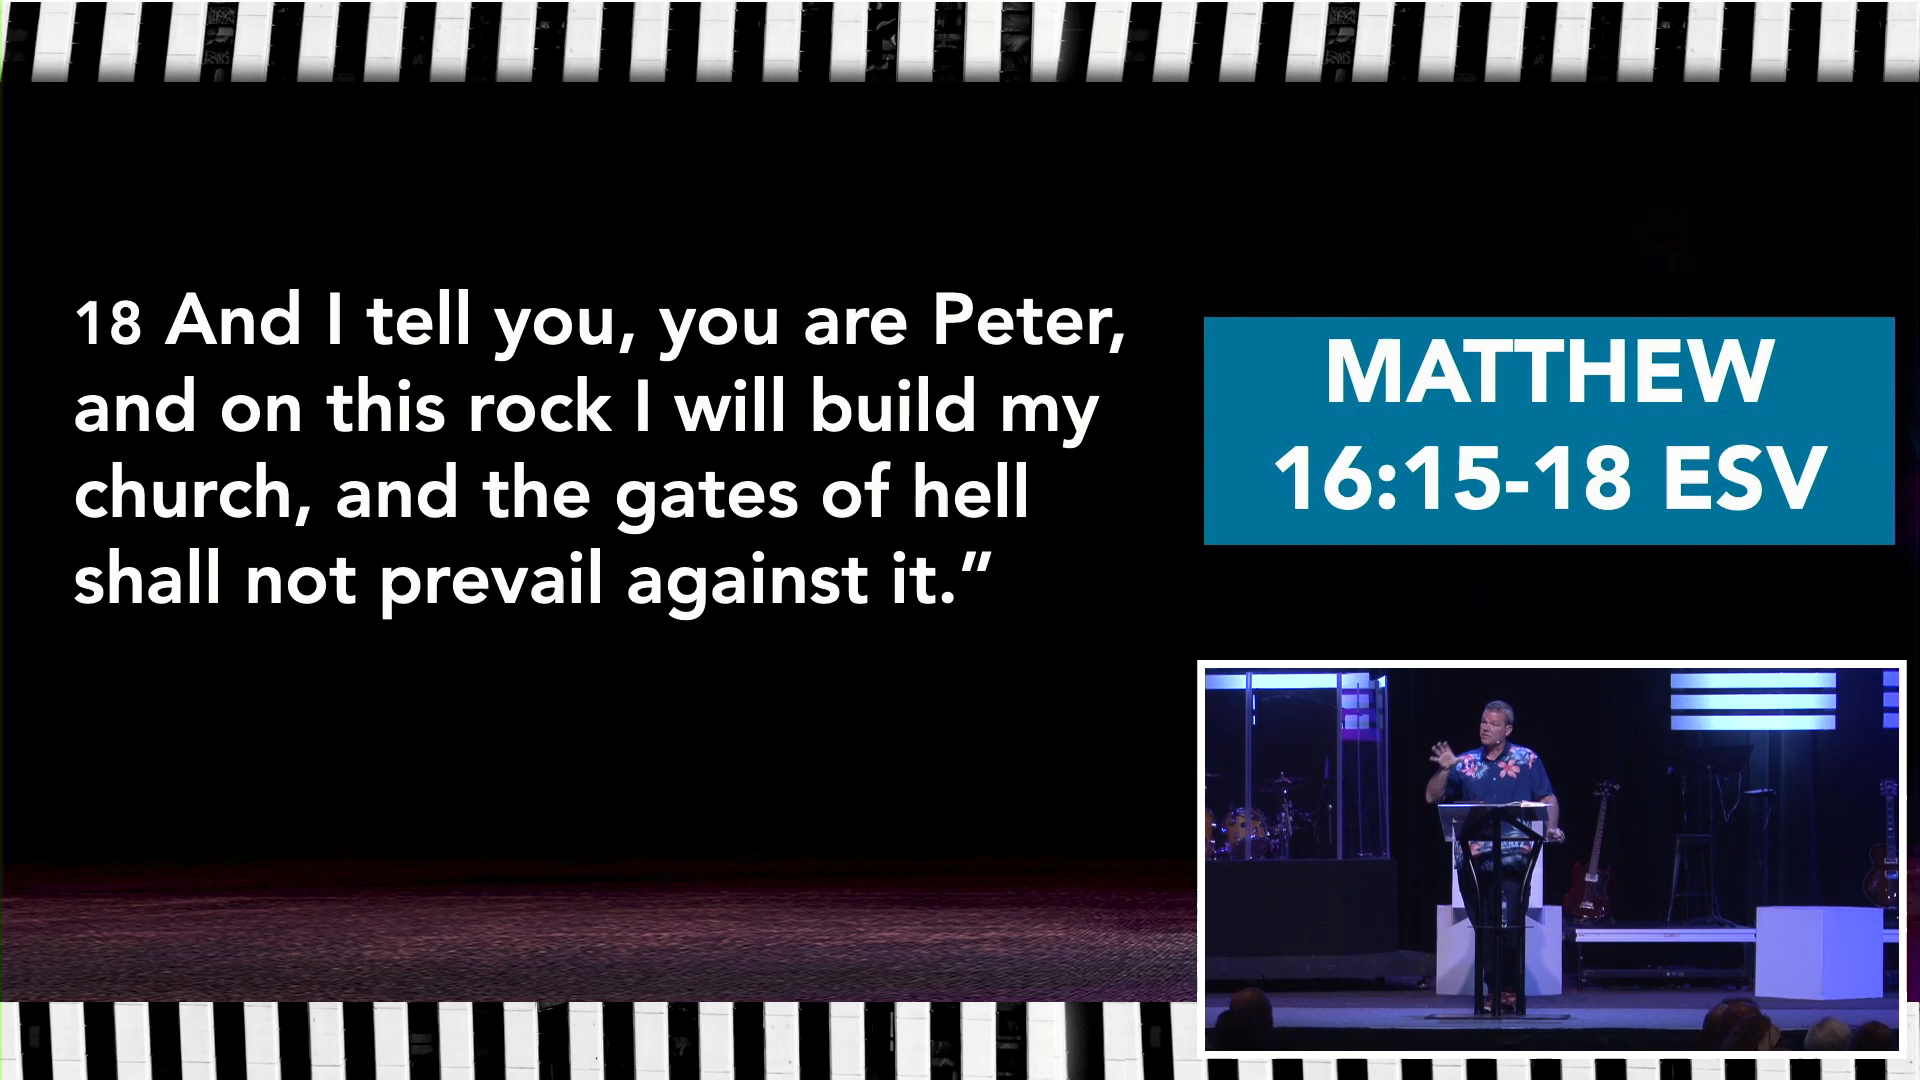 18 And I tell you, you are Peter,
and on this rock I will build my
church, and the gates of hell
shall not prevail against it.”
MATTHEW
16:15-18 ESV